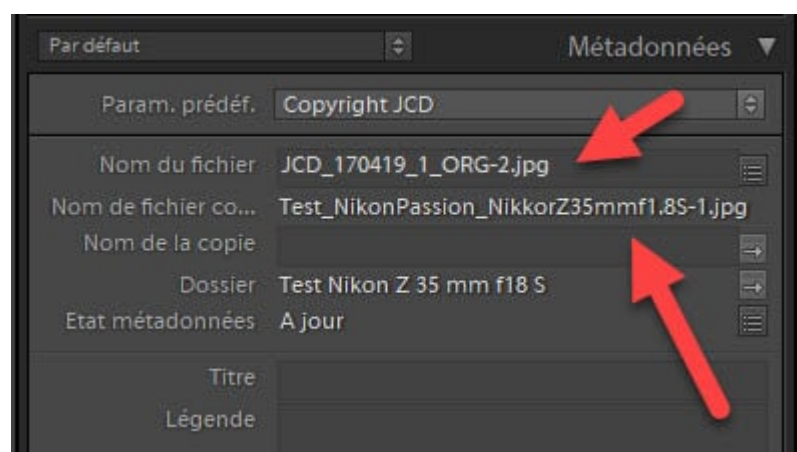 Par défaut Métadonnées ▼
Param. prédéf. Copyright JCD
Nom du fichier JCD_170419_1_ORG-2.jpg
Nom de fichier co... Test_NikonPassion_NikkorZ35mmf1.8S-1.jpg
Nom de la copie
Dossier Test Nikon Z 35 mm f18 S
Etat métadonnées A jour
Titre
Légende